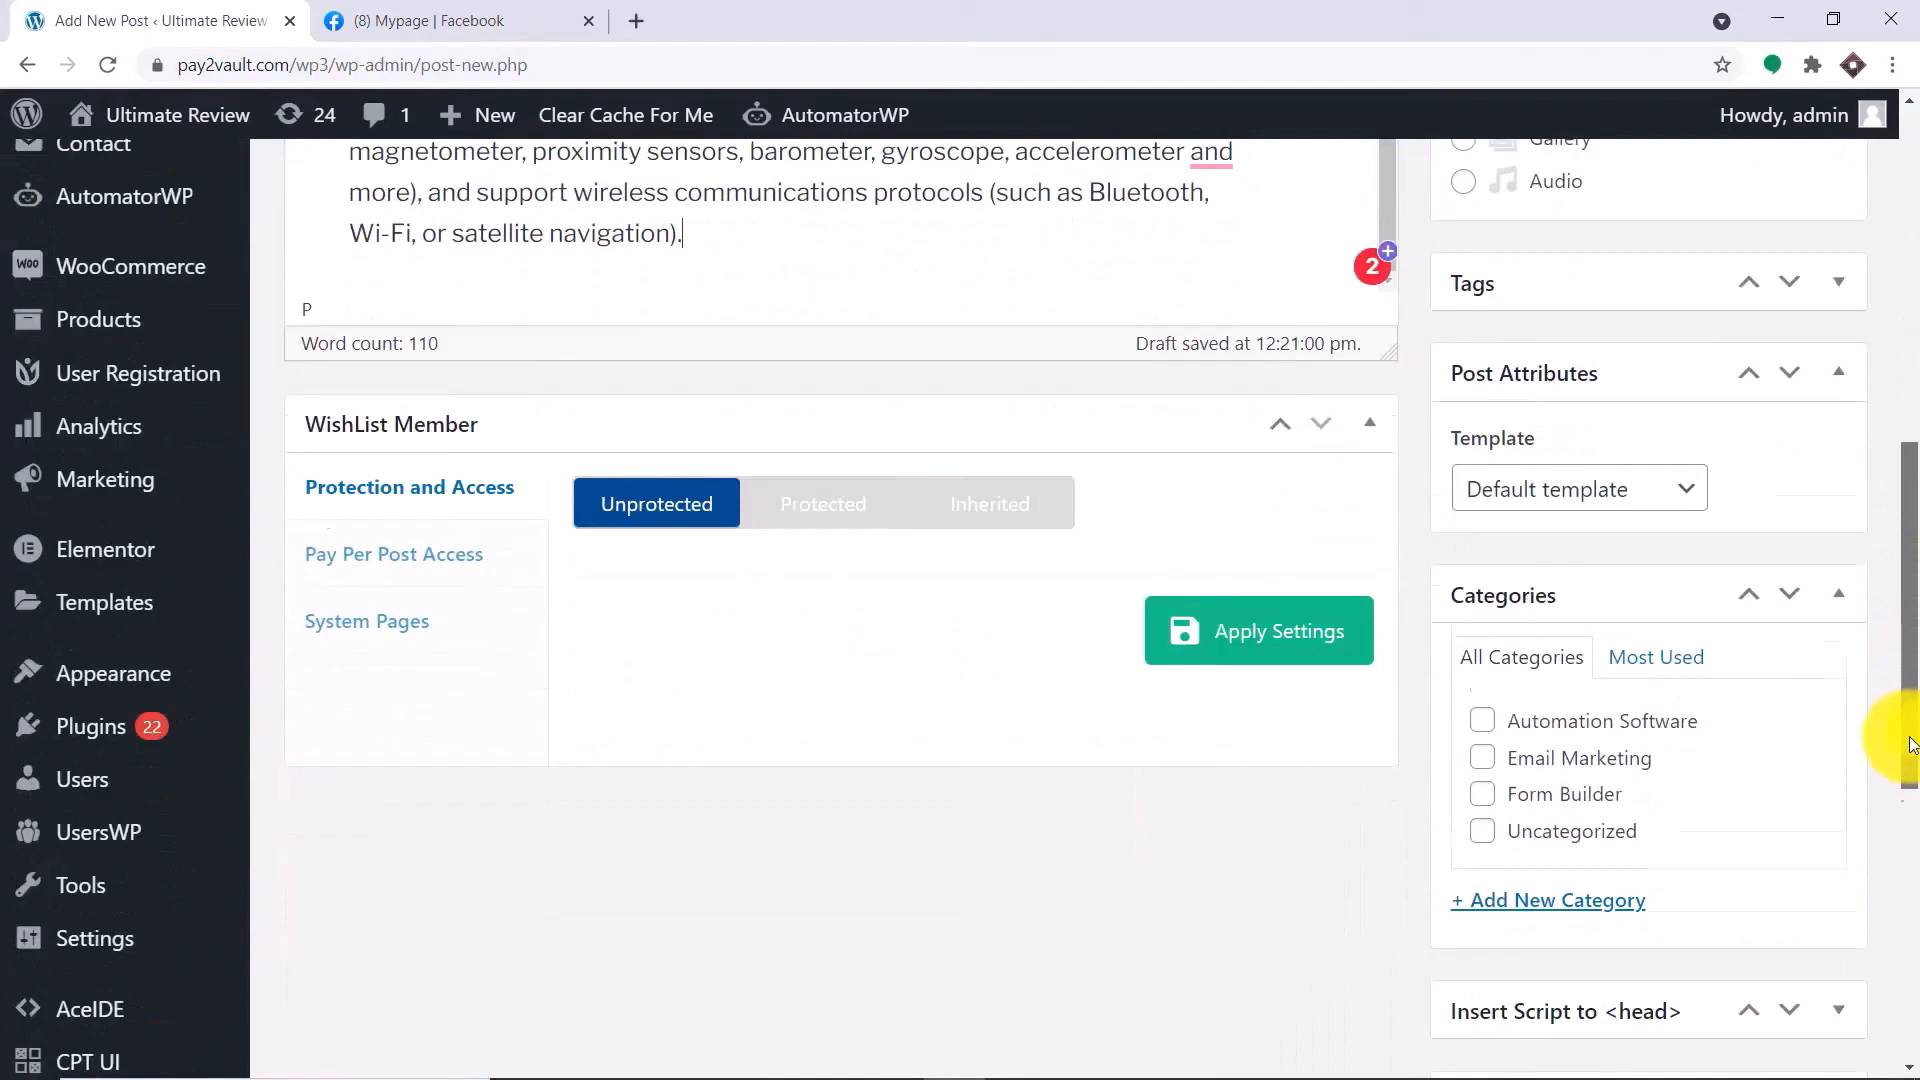 Add New Post ‹ Ultimate Review
(8) Mypage | Facebook
pay2vault.com/wp3/wp-admin/post-new.php
Ultimate Review
24
1
New
Clear Cache For Me
AutomatorWP
Howdy, admin
Contact
AutomatorWP
WOO
WooCommerce
Products
User Registration
Analytics
Marketing
Elementor
Templates
Appearance
Plugins 22
Users
UsersWP
Tools
Settings
AceIDE
CPT UI
magnetometer, proximity sensors, barometer, gyroscope, accelerometer and
more), and support wireless communications protocols (such as Bluetooth,
Wi-Fi, or satellite navigation).
2
P
Word count: 110
Draft saved at 12:21:00 pm.
WishList Member
Protection and Access
Pay Per Post Access
System Pages
Unprotected
Protected
Inherited
Apply Settings
Gallery
Audio
Tags
Post Attributes
Template
Default template
Categories
All Categories
Most Used
Automation Software
Email Marketing
Form Builder
Uncategorized
+ Add New Category
Insert Script to <head>